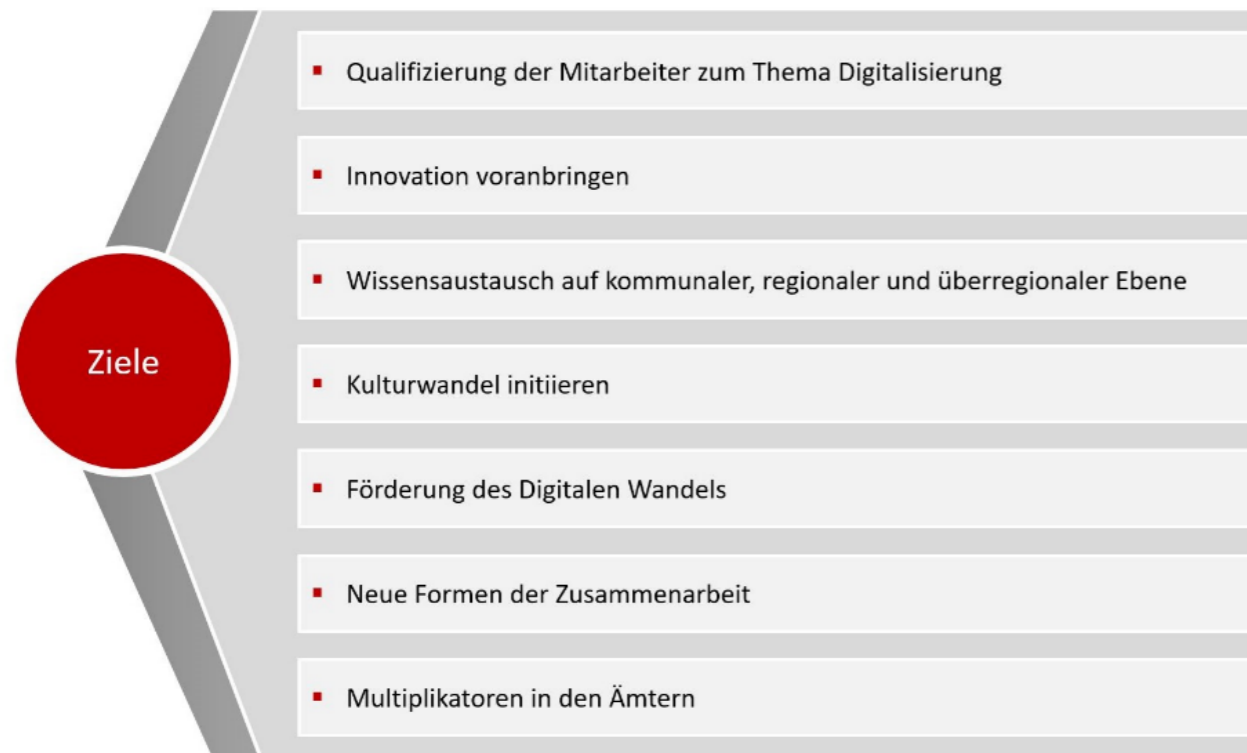 Qualifizierung der Mitarbeiter zum Thema Digitalisierung
Innovation voranbringen
Wissensaustausch auf kommunaler, regionaler und überregionaler Ebene
Ziele
Kulturwandel initiieren
Förderung des Digitalen Wandels
Neue Formen der Zusammenarbeit
Multiplikatoren in den Ämtern